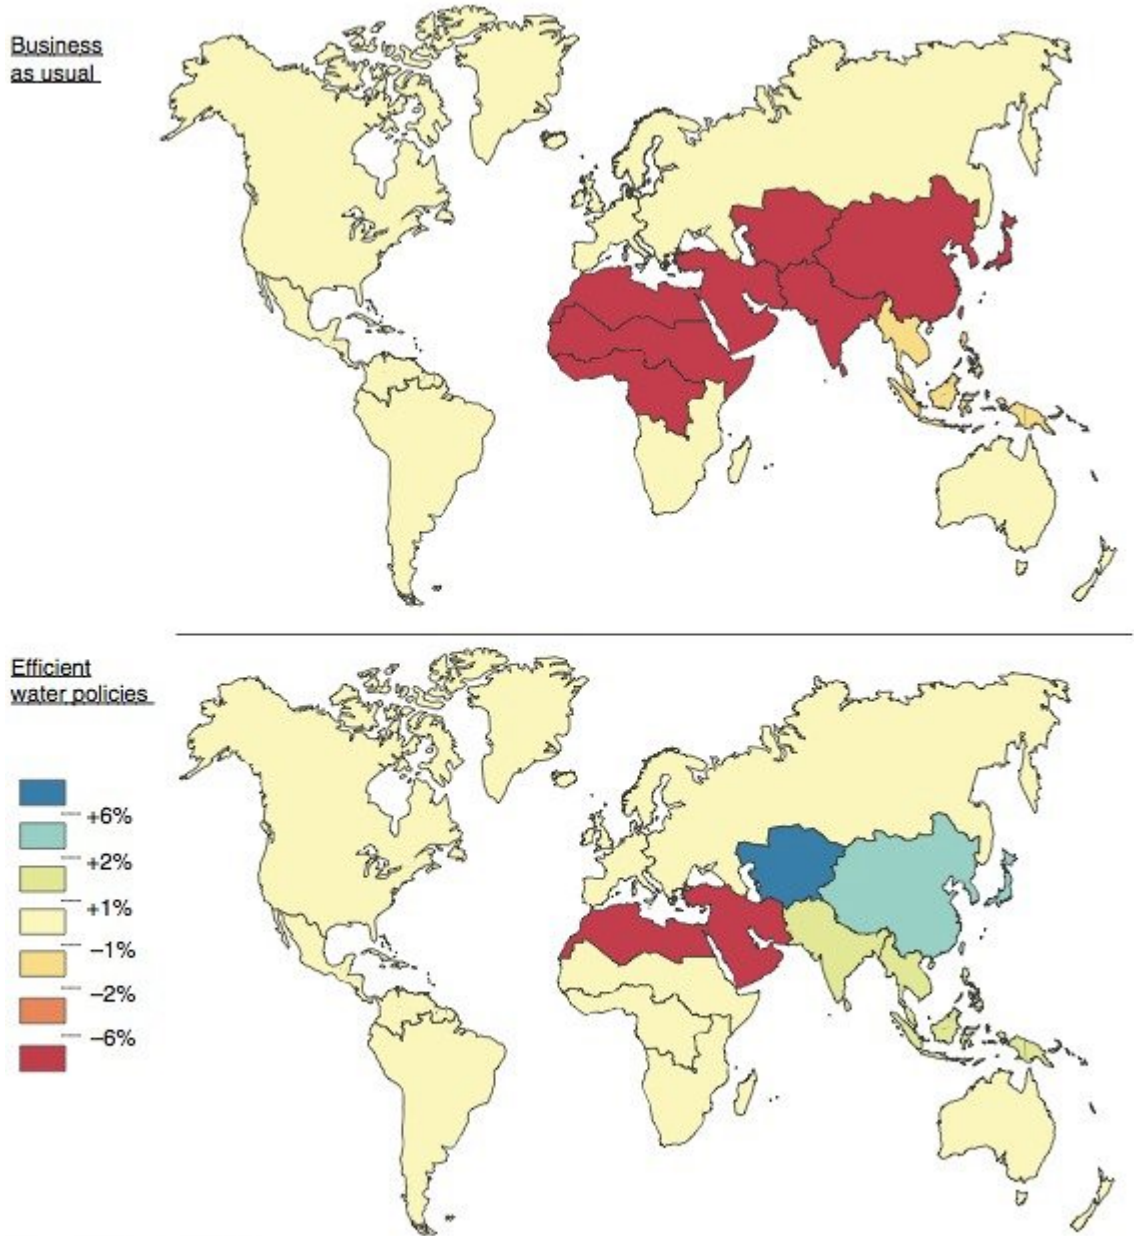 Business
as usual
Efficient
water policies
+6%
+2%
+1%
−1%
−2%
−6%